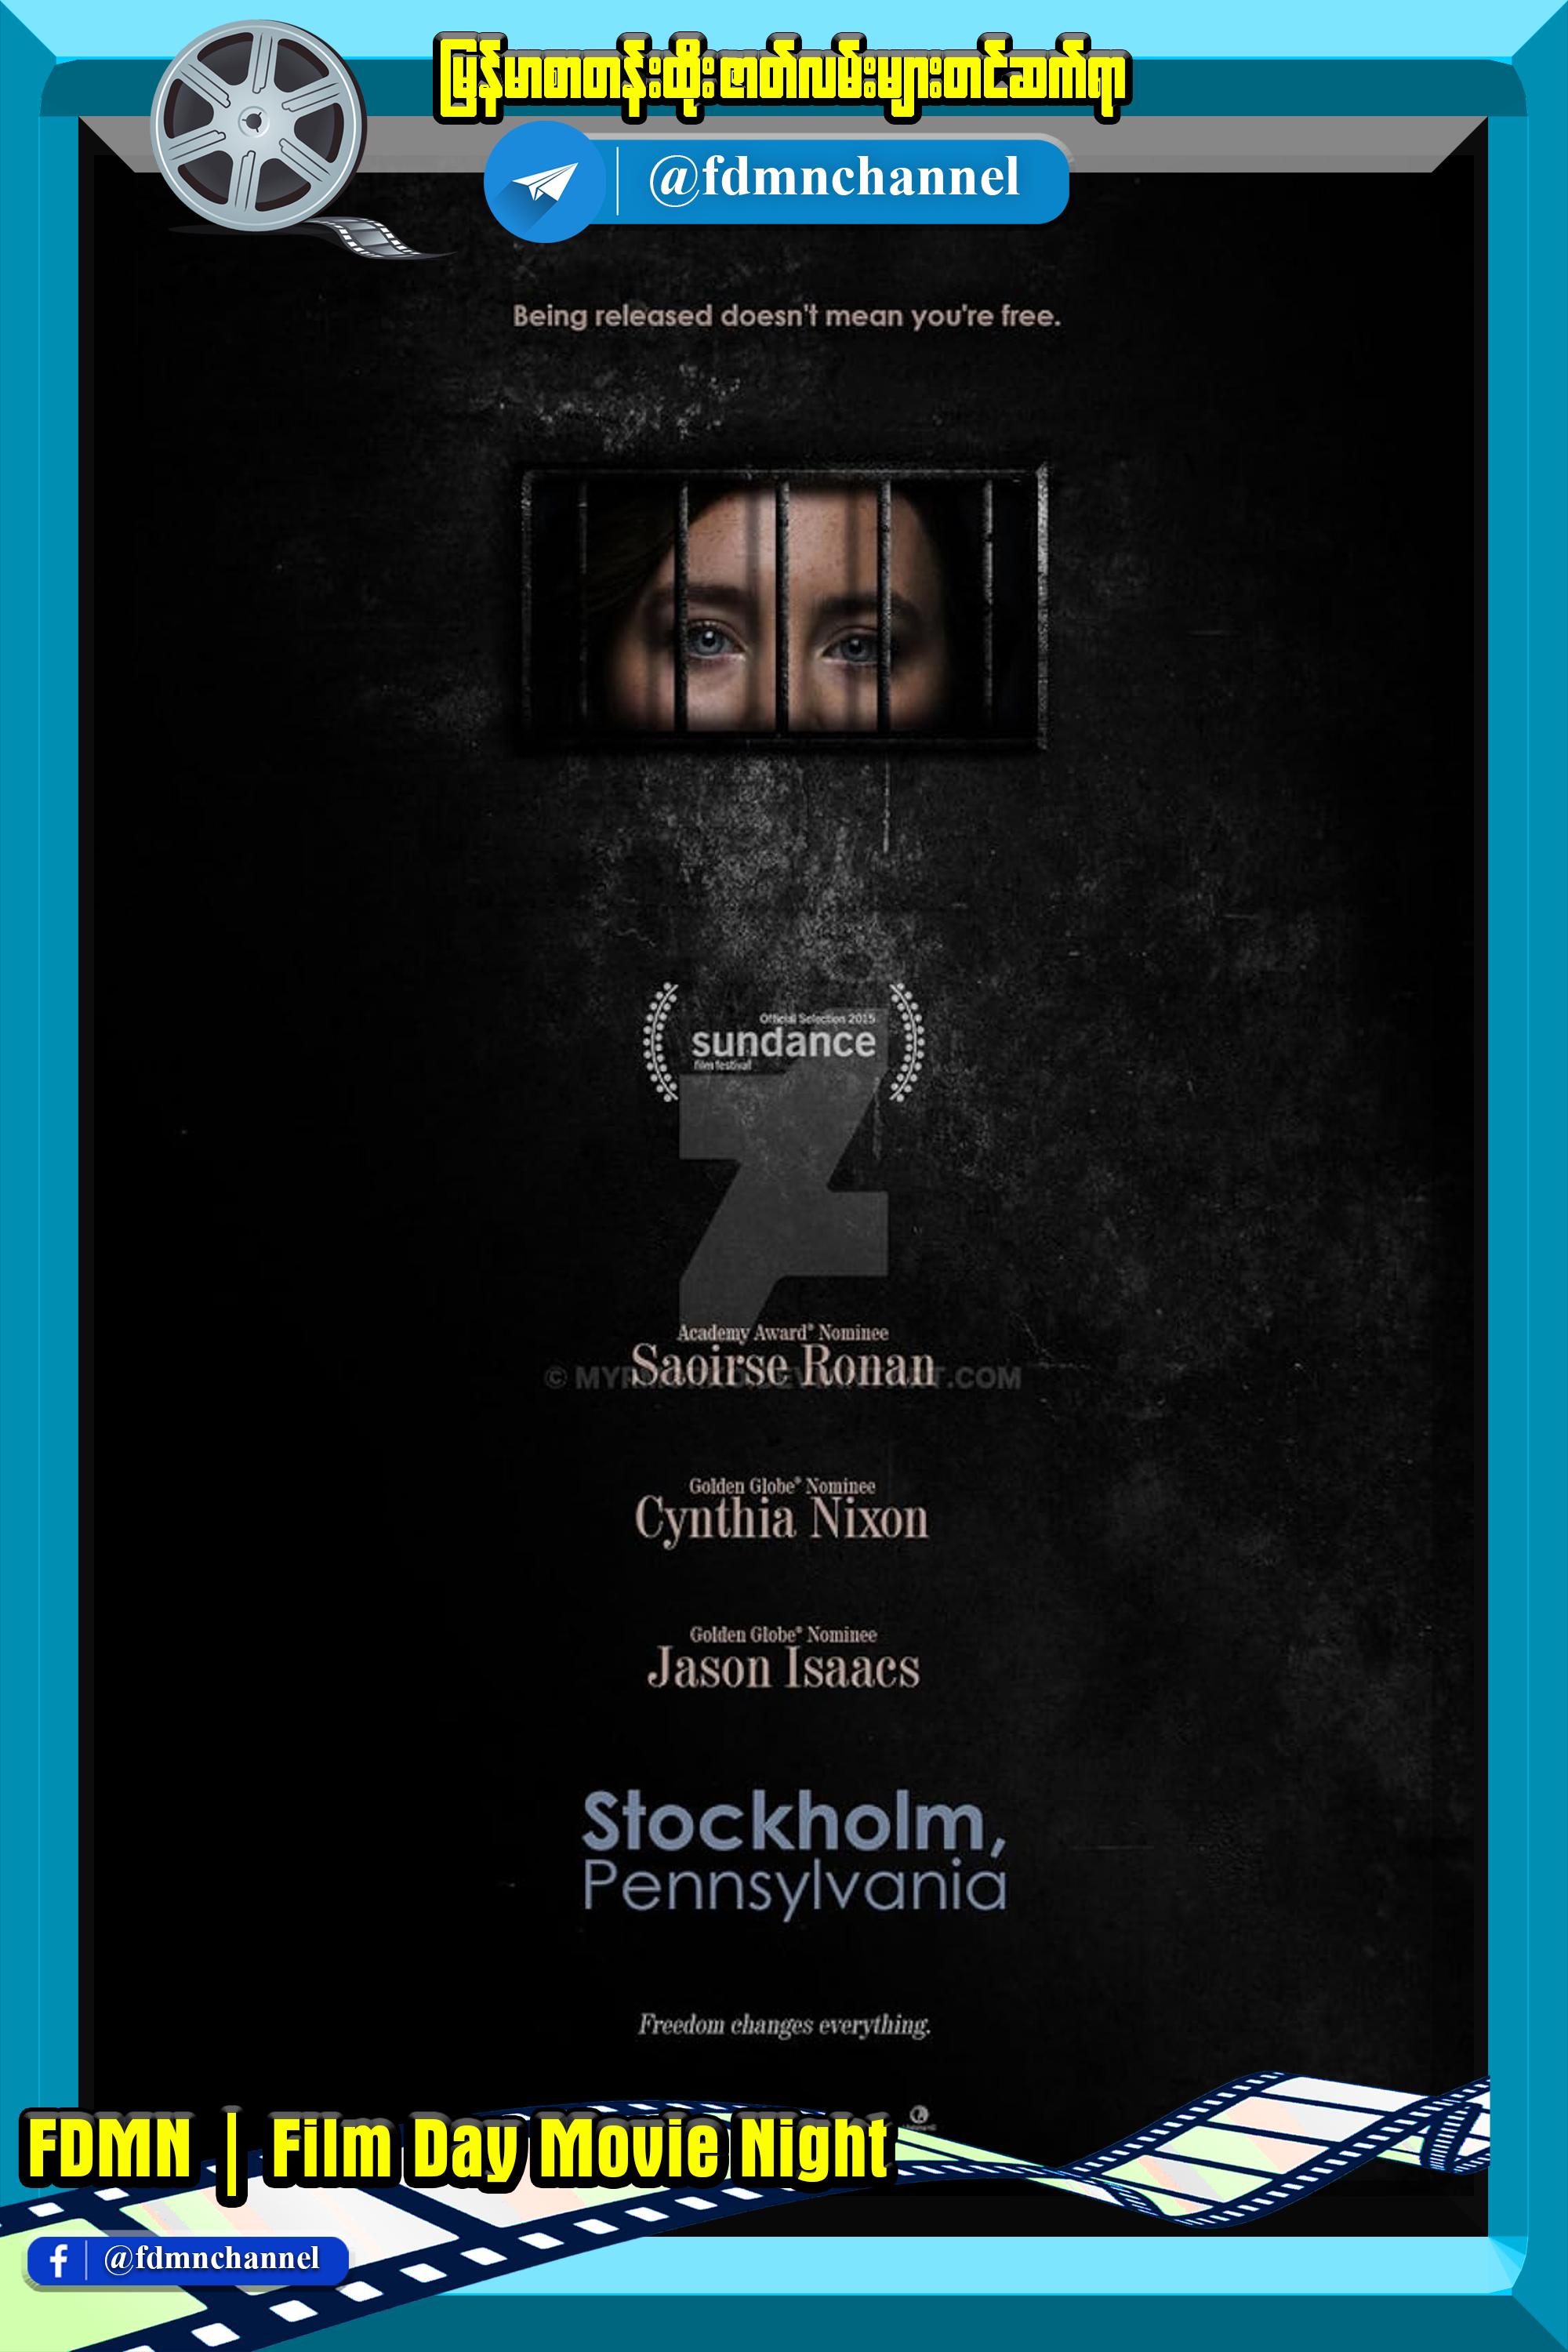 မြန်မာစာတန်းထိုး ဇာတ်လမ်းများတင်ဆက်ရာ
@fdmnchannel
Being released doesn't mean you're free.
Official Selection 2015
sundance
film festival
Academy Award® Nominee
Saoirse Ronan
Golden Globe® Nominee
Cynthia Nixon
Golden Globe® Nominee
Jason Isaacs
Stockholm,
Pennsylvania
Freedom changes everything.
FDMN | Film Day Movie Night
@fdmnchannel